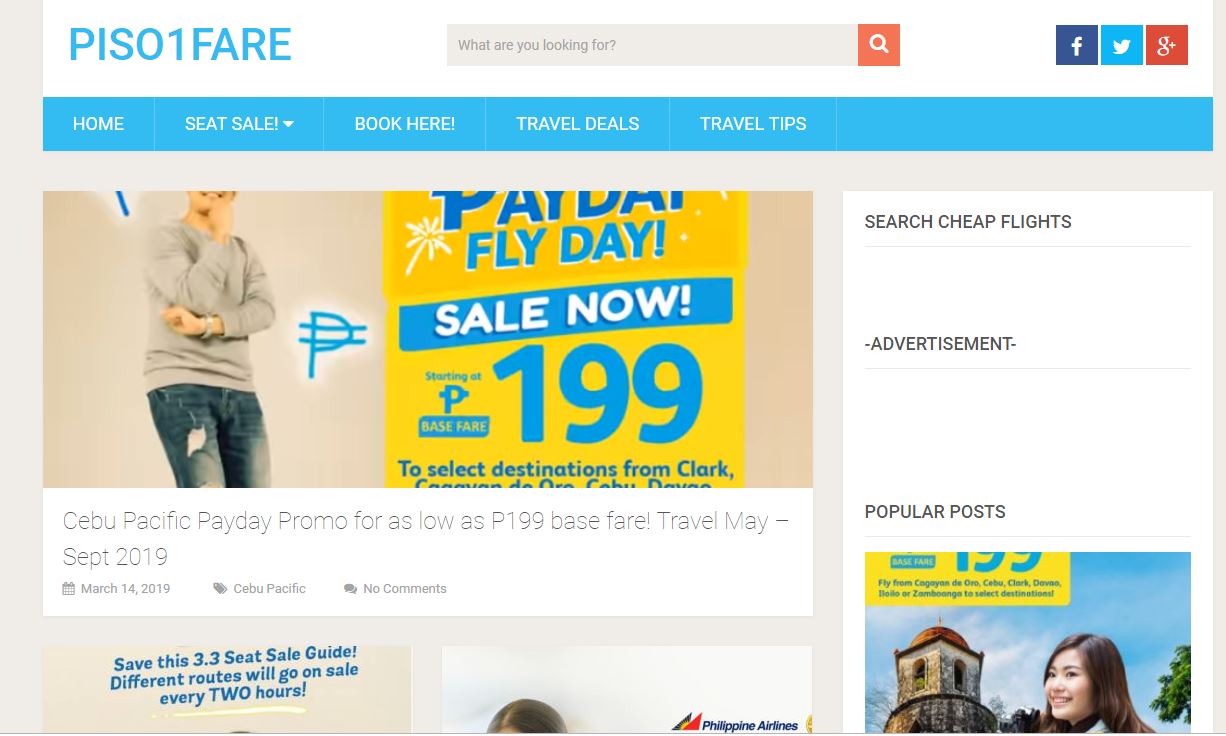 PISO1FARE
What are you looking for?
HOME
SEAT SALE!
BOOK HERE!
TRAVEL DEALS
TRAVEL TIPS
PAYDAY
FLY DAY!
SALE NOW!
Starting at
₱
199
BASE FARE
To select destinations from Clark,
Cagayan de Oro, Cebu, Davao,
Cebu Pacific Payday Promo for as low as P199 base fare! Travel May –
Sept 2019
March 14, 2019
Cebu Pacific
No Comments
Save this 3.3 Seat Sale Guide!
Different routes will go on sale
every TWO hours!
Philippine Airlines
SEARCH CHEAP FLIGHTS
-ADVERTISEMENT-
POPULAR POSTS
BASE FARE
199
Fly from Cagayan de Oro, Cebu, Clark, Davao,
Iloilo or Zamboanga to select destinations!